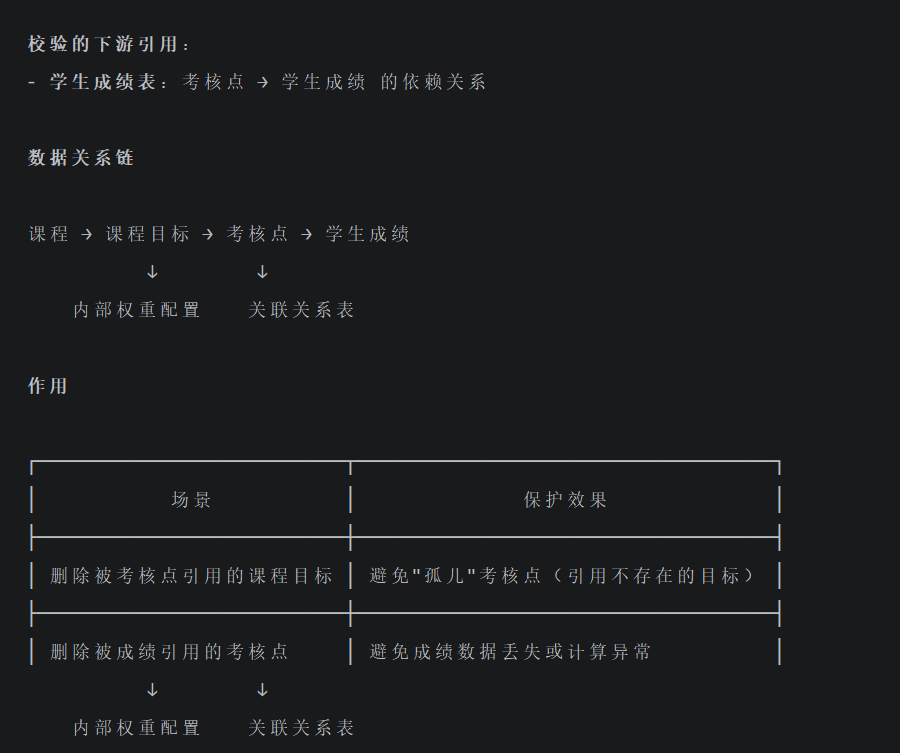 校验的下游引用：
- 学生成绩表：考核点 → 学生成绩 的依赖关系
数据关系链
课程 → 课程目标 → 考核点 → 学生成绩
↓ ↓
内部权重配置 关联关系表
作用
场景 保护效果
删除被考核点引用的课程目标 避免"孤儿"考核点（引用不存在的目标）
删除被成绩引用的考核点 避免成绩数据丢失或计算异常
↓ ↓
内部权重配置 关联关系表